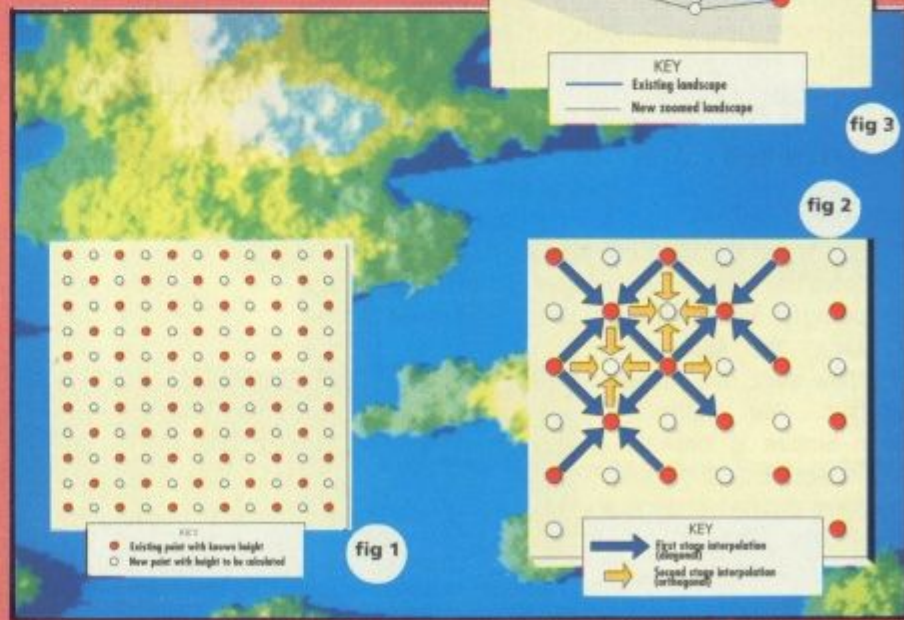 KEY
Existing landscape
New zoomed landscape
fig 3
fig 2
KEY
Existing point with known height
New point with height to be calculated
fig 1
KEY
First stage interpolation
(diagonal)
Second stage interpolation
(orthogonal)